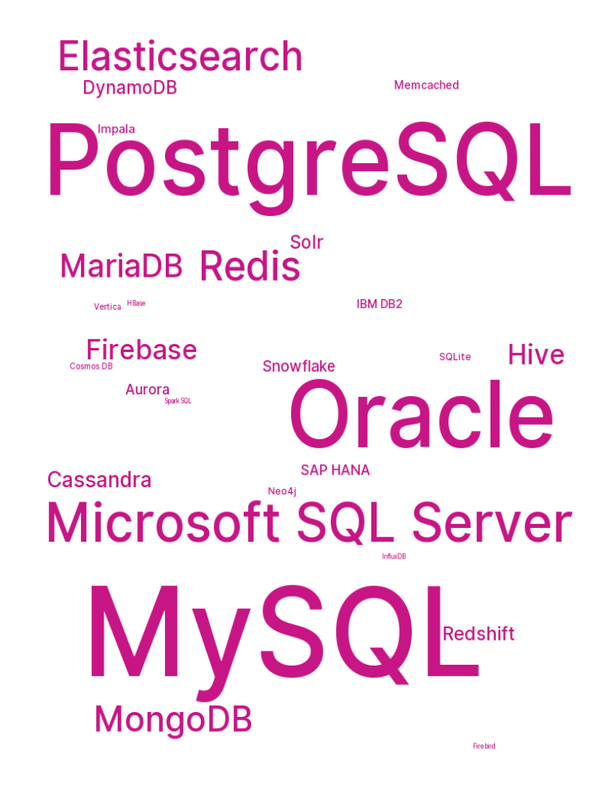 Elasticsearch
DynamoDB
Memcached
Impala
PostgreSQL
Solr
MariaDB
Redis
Vertica
HBase
IBM DB2
Firebase
Cosmos DB
Snowflake
SQLite
Hive
Aurora
Spark SQL
Oracle
SAP HANA
Cassandra
Neo4j
Microsoft SQL Server
InfluxDB
MySQL
Redshift
MongoDB
Firebird